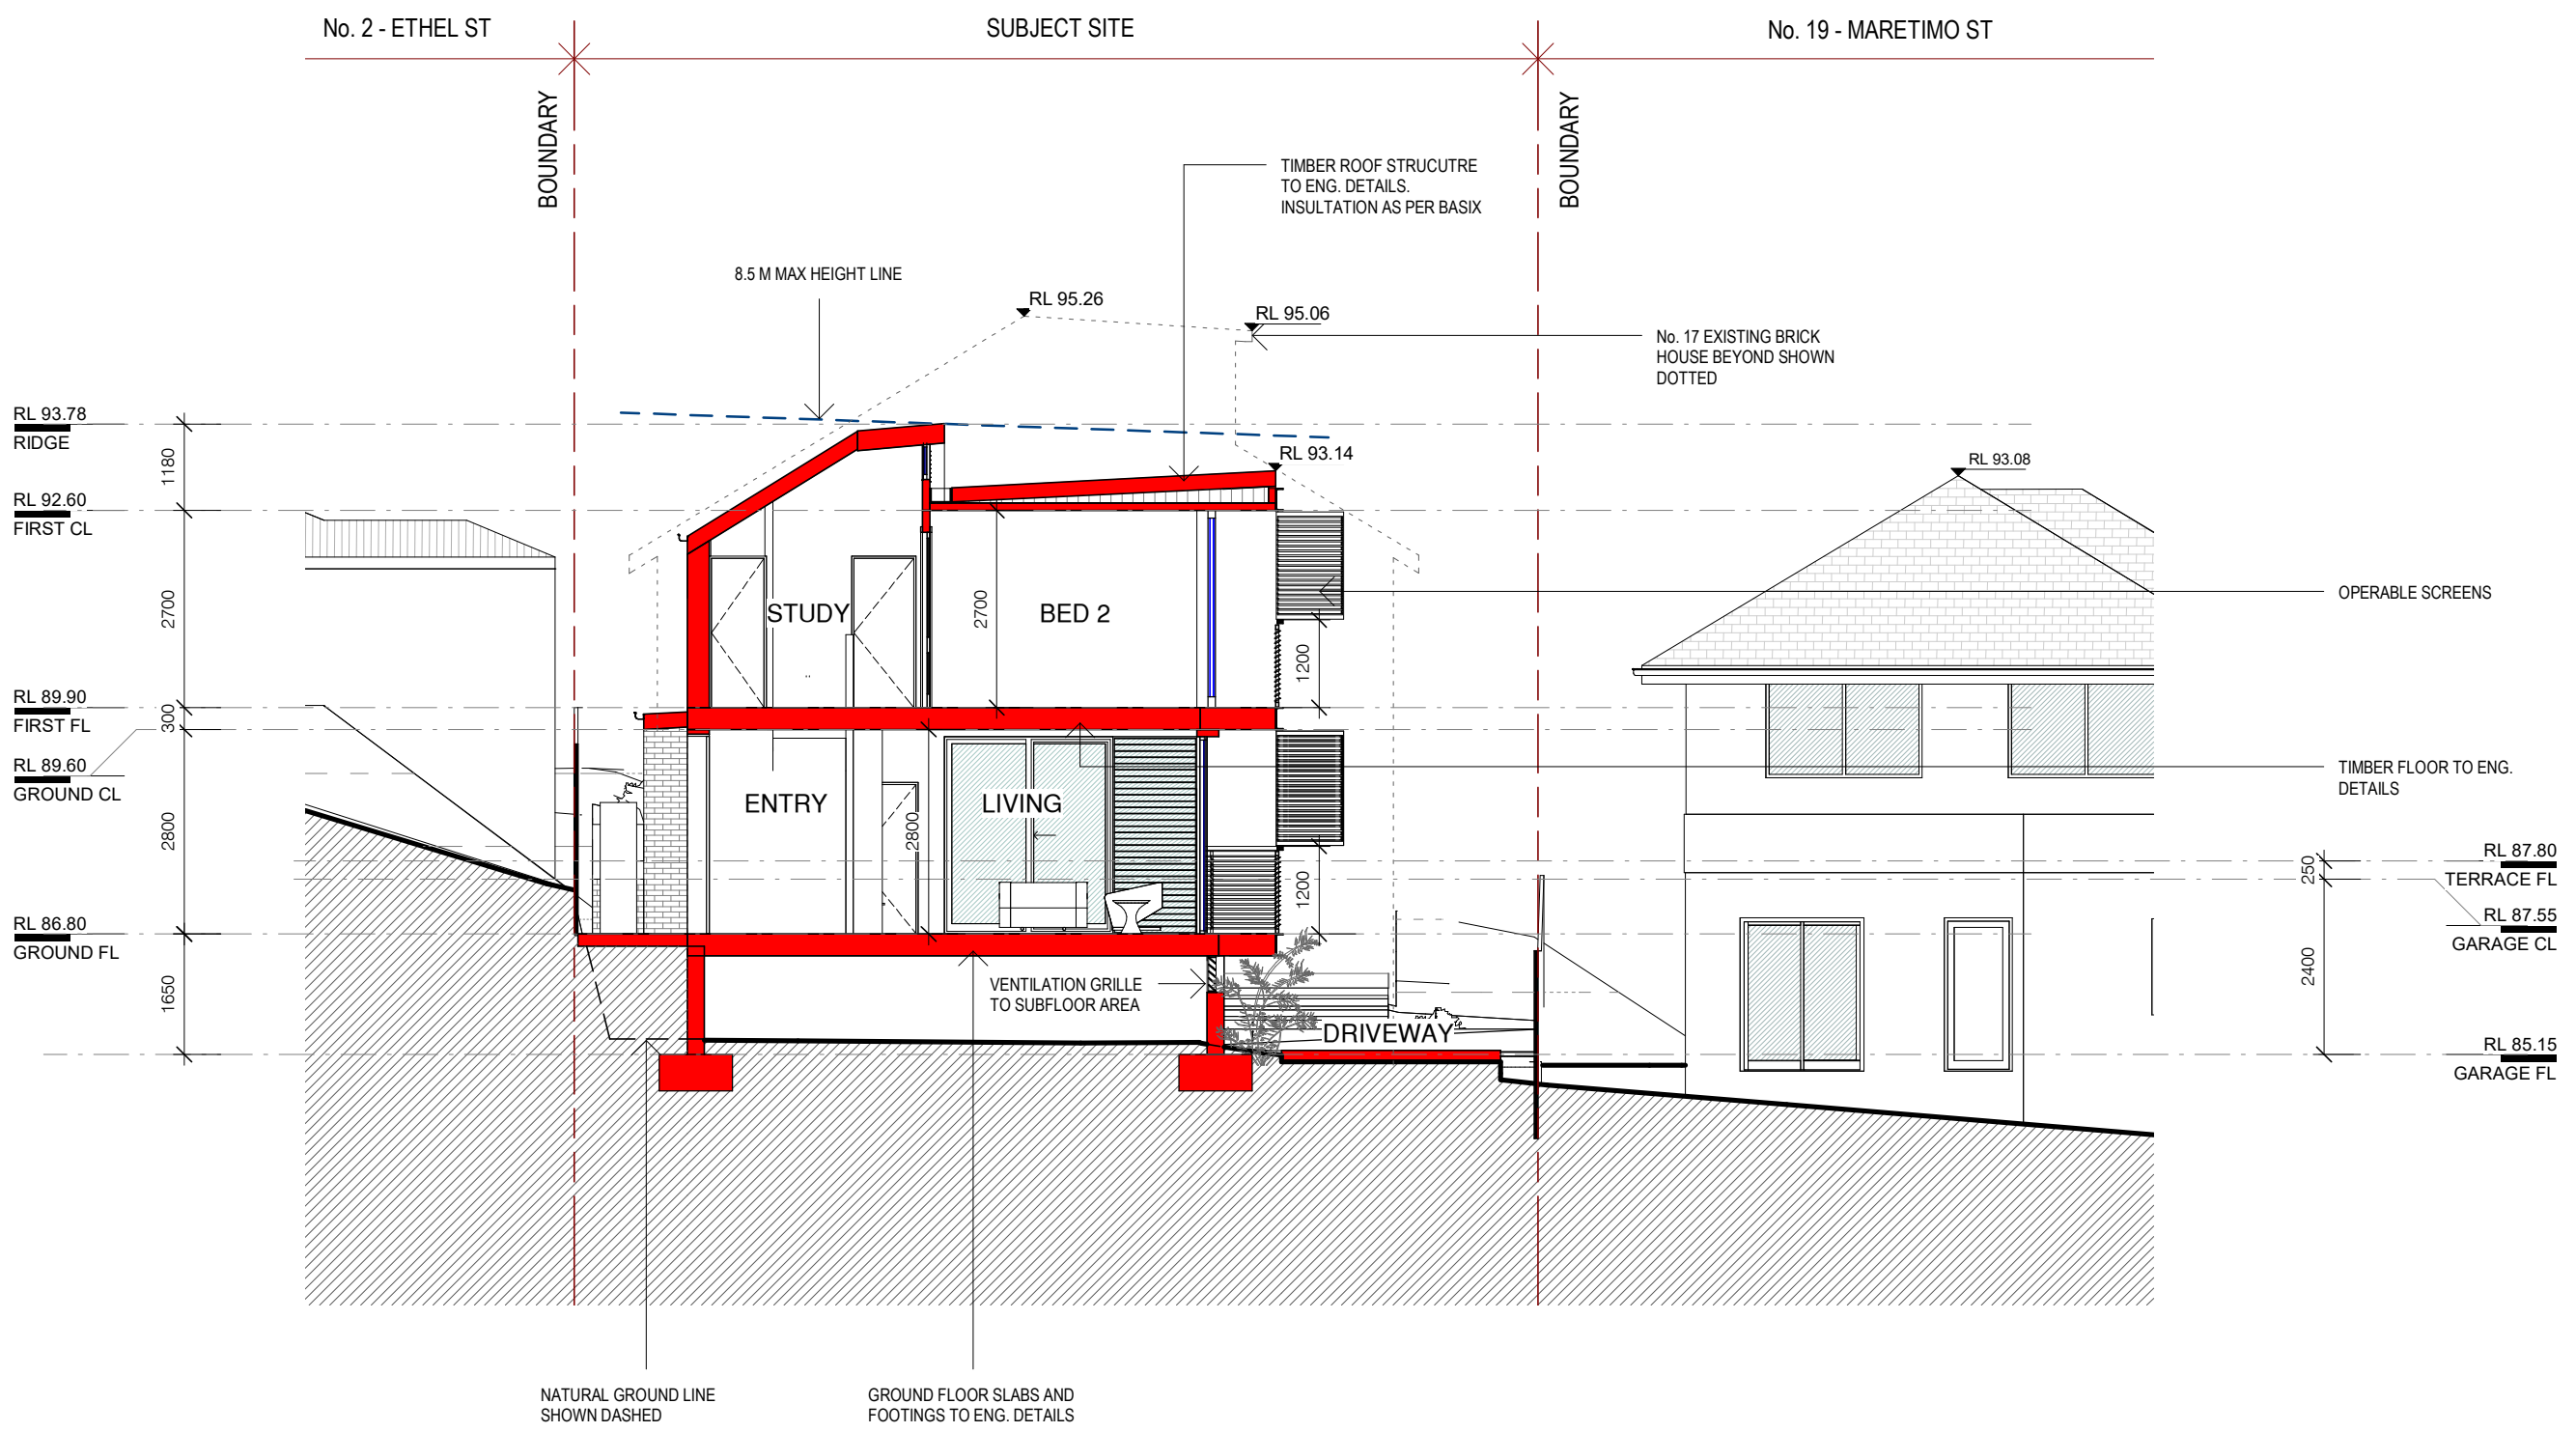 No. 2 - ETHEL ST
SUBJECT SITE
No. 19 - MARETIMO ST
BOUNDARY
BOUNDARY
TIMBER ROOF STRUCUTRE
TO ENG. DETAILS.
INSULTATION AS PER BASIX
8.5 M MAX HEIGHT LINE
RL 95.26
RL 95.06
No. 17 EXISTING BRICK
HOUSE BEYOND SHOWN
DOTTED
RL 93.78
RIDGE
1180
RL 93.14
RL 93.08
RL 92.60
FIRST CL
2700
STUDY
2700
BED 2
1200
OPERABLE SCREENS
RL 89.90
FIRST FL
300
RL 89.60
GROUND CL
2800
ENTRY
2800
LIVING
1200
TIMBER FLOOR TO ENG.
DETAILS
RL 87.80
TERRACE FL
250
RL 87.55
GARAGE CL
2400
RL 86.80
GROUND FL
1650
VENTILATION GRILLE
TO SUBFLOOR AREA
DRIVEWAY
RL 85.15
GARAGE FL
NATURAL GROUND LINE
SHOWN DASHED
GROUND FLOOR SLABS AND
FOOTINGS TO ENG. DETAILS